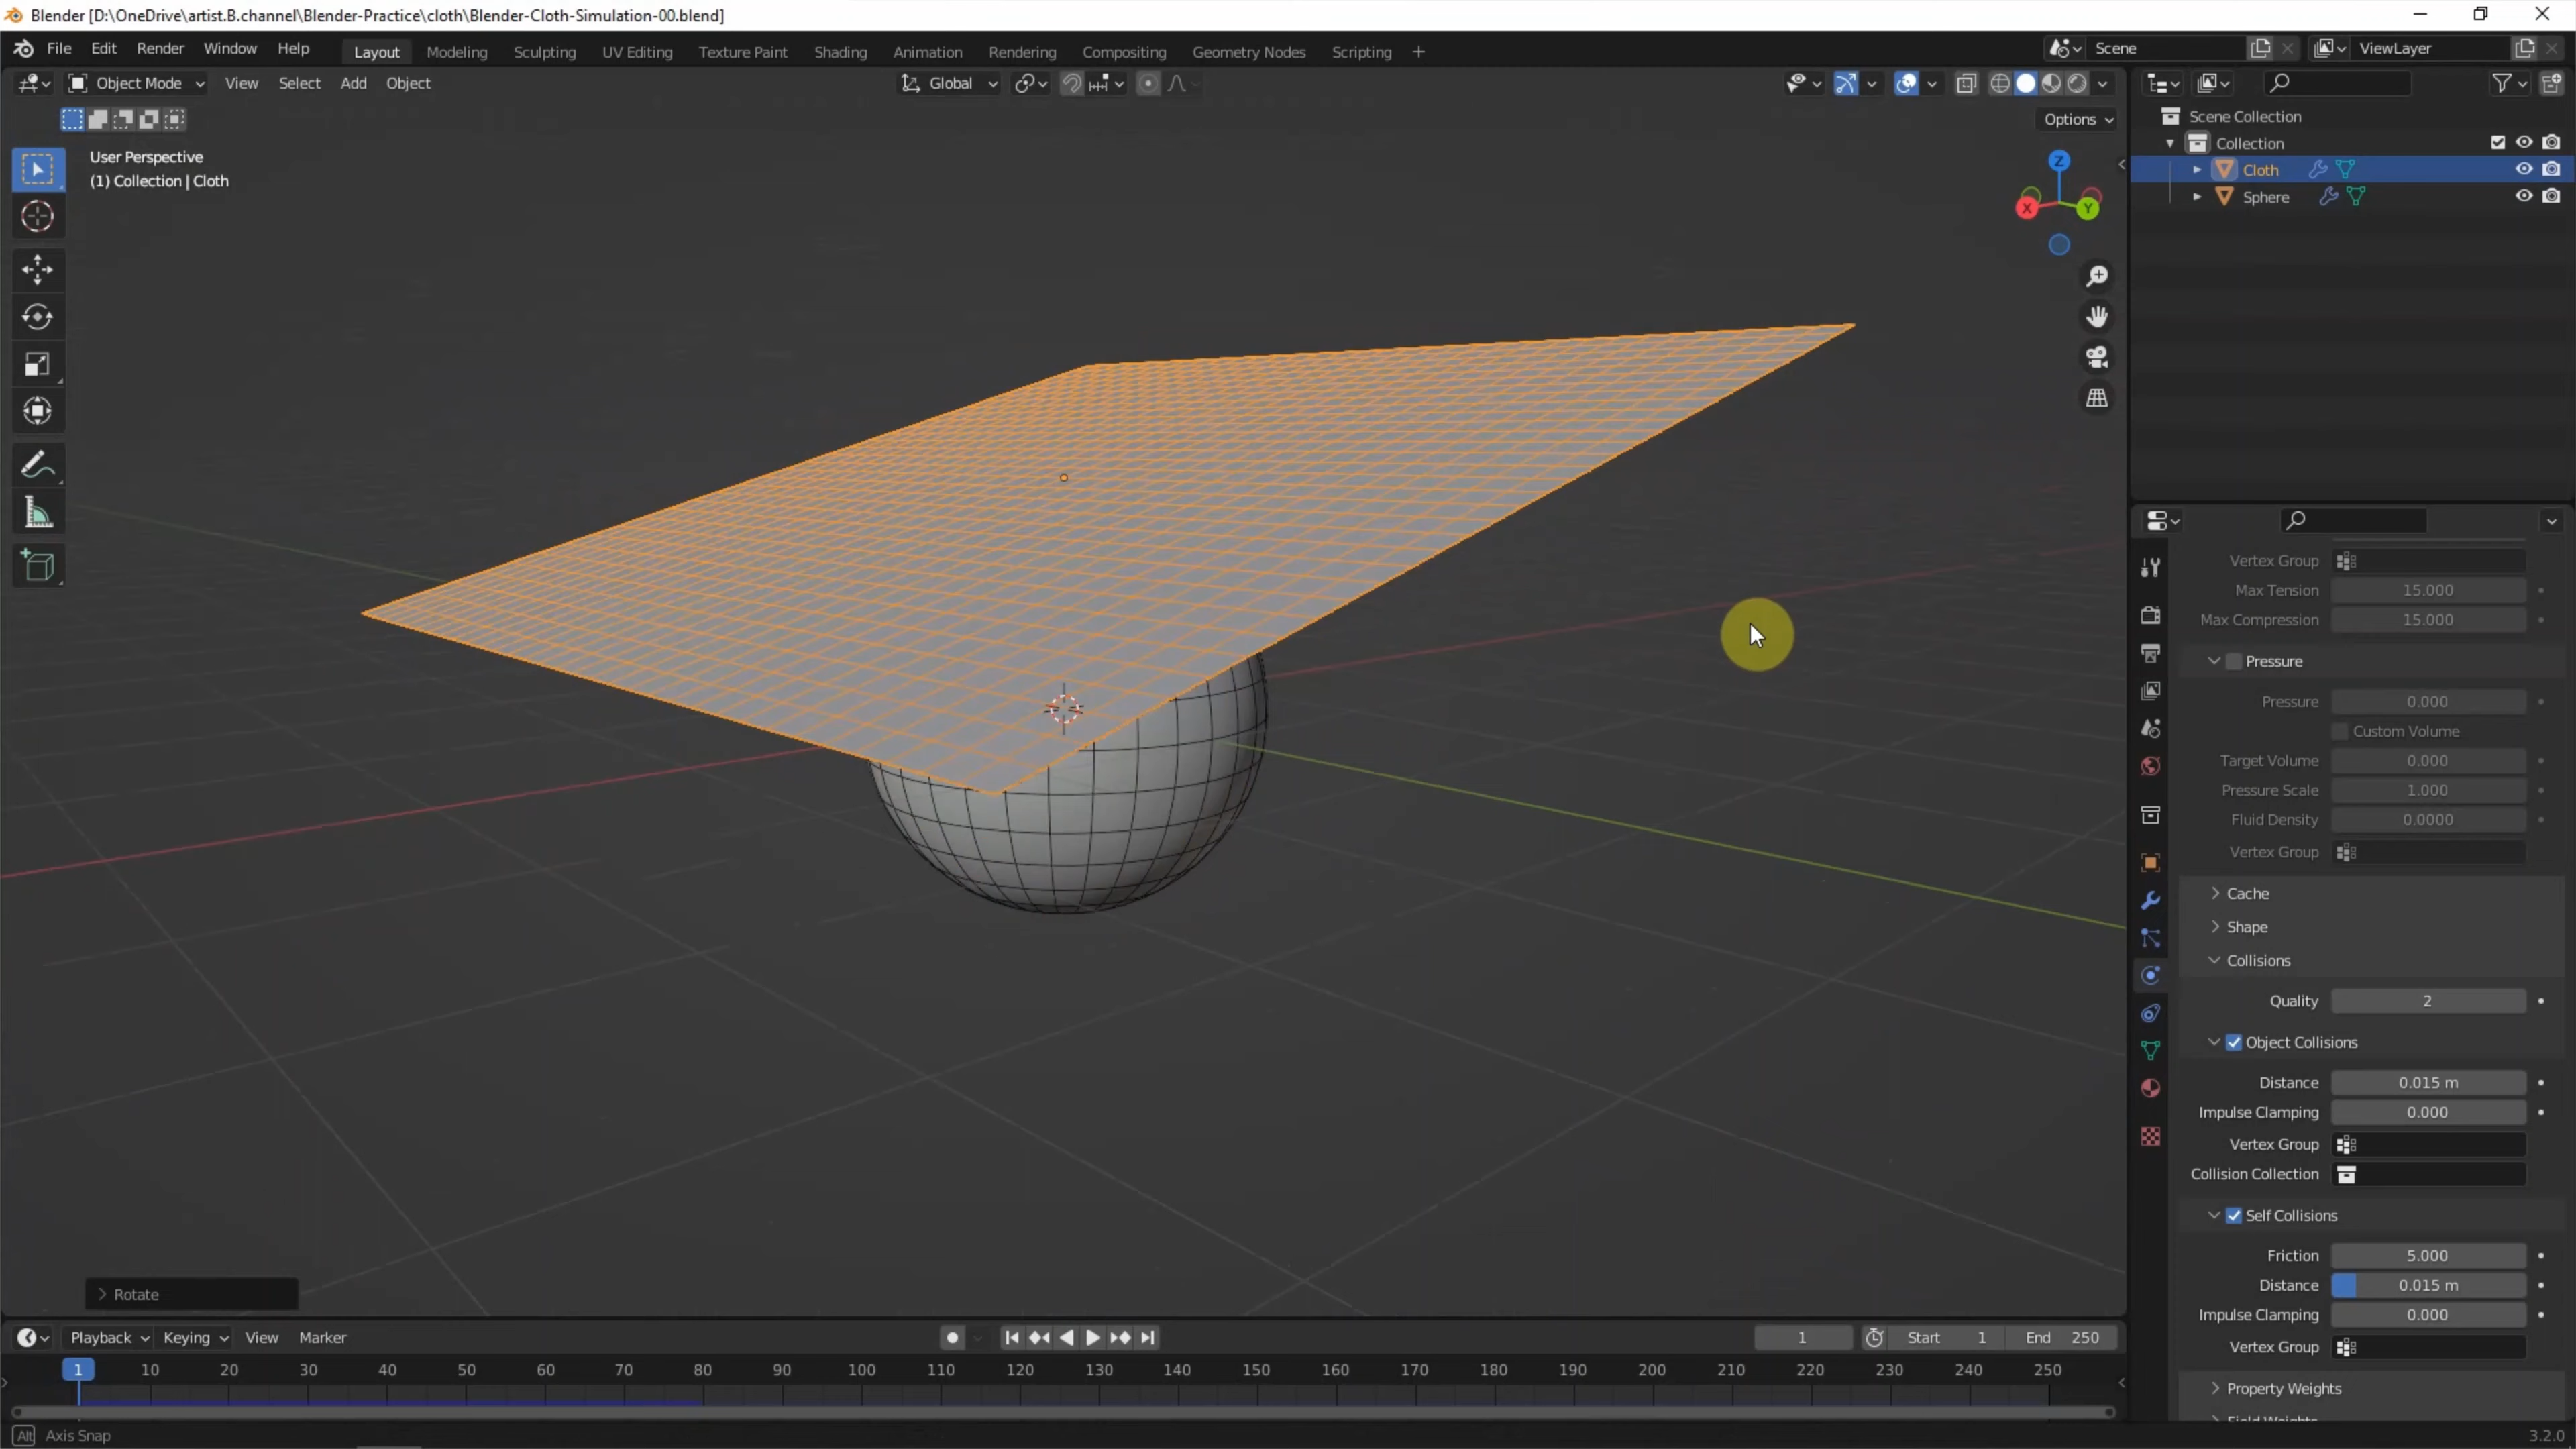 Blender [D:\OneDrive\artist.B.channel\Blender-Practice\cloth\Blender-Cloth-Simulation-00.blend]
File Edit Render Window Help Layout Modeling Sculpting UV Editing Texture Paint Shading Animation Rendering Compositing Geometry Nodes Scripting + Scene ViewLayer
Object Mode View Select Add Object Global
Options
User Perspective
(1) Collection | Cloth
Z
X Y
Scene Collection
Collection
Cloth
Sphere
Vertex Group
Max Tension 15.000
Max Compression 15.000
Pressure
Pressure 0.000
Custom Volume
Target Volume 0.000
Pressure Scale 1.000
Fluid Density 0.0000
Vertex Group
Cache
Shape
Collisions
Quality 2
Object Collisions
Distance 0.015 m
Impulse Clamping 0.000
Vertex Group
Collision Collection
Self Collisions
Friction 5.000
Distance 0.015 m
Impulse Clamping 0.000
Vertex Group
Property Weights
Field Weights
Rotate
Playback Keying View Marker 1 Start 1 End 250
1 10 20 30 40 50 60 70 80 90 100 110 120 130 140 150 160 170 180 190 200 210 220 230 240 250
Alt Axis Snap
3.2.0